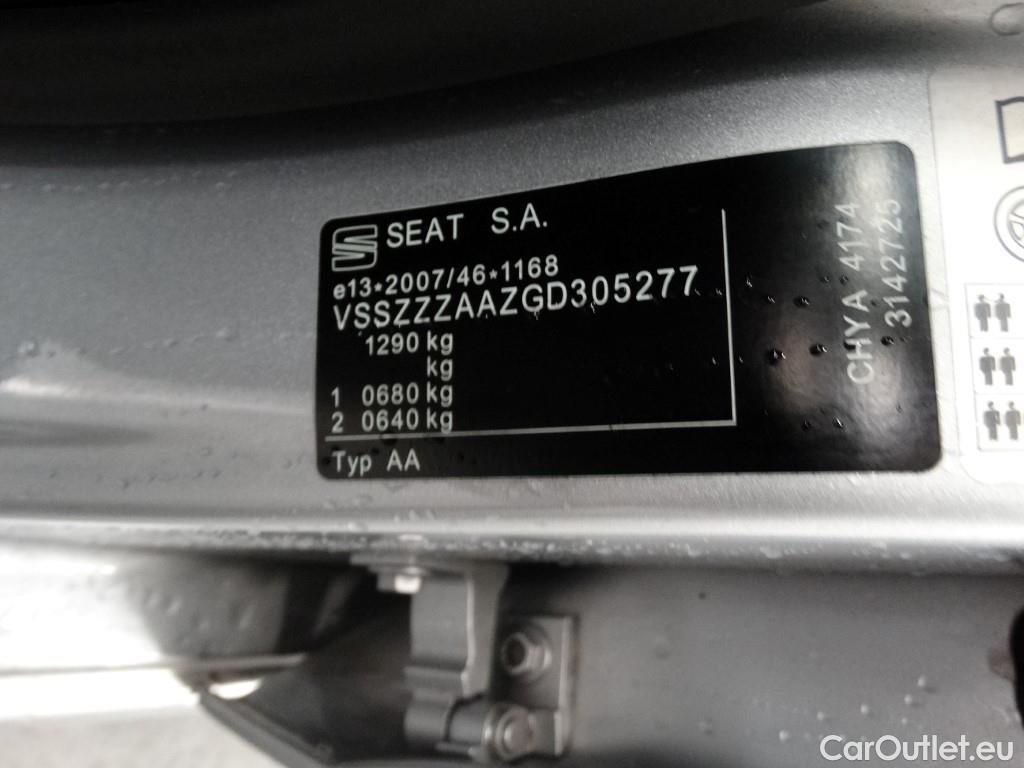 SEAT S.A.
e13*2007/46*1168
VSSZZZAAZGD305277
1290 kg
kg
1 0680 kg
2 0640 kg
Typ AA
CHYA 4174
3142725
CarOutlet.eu